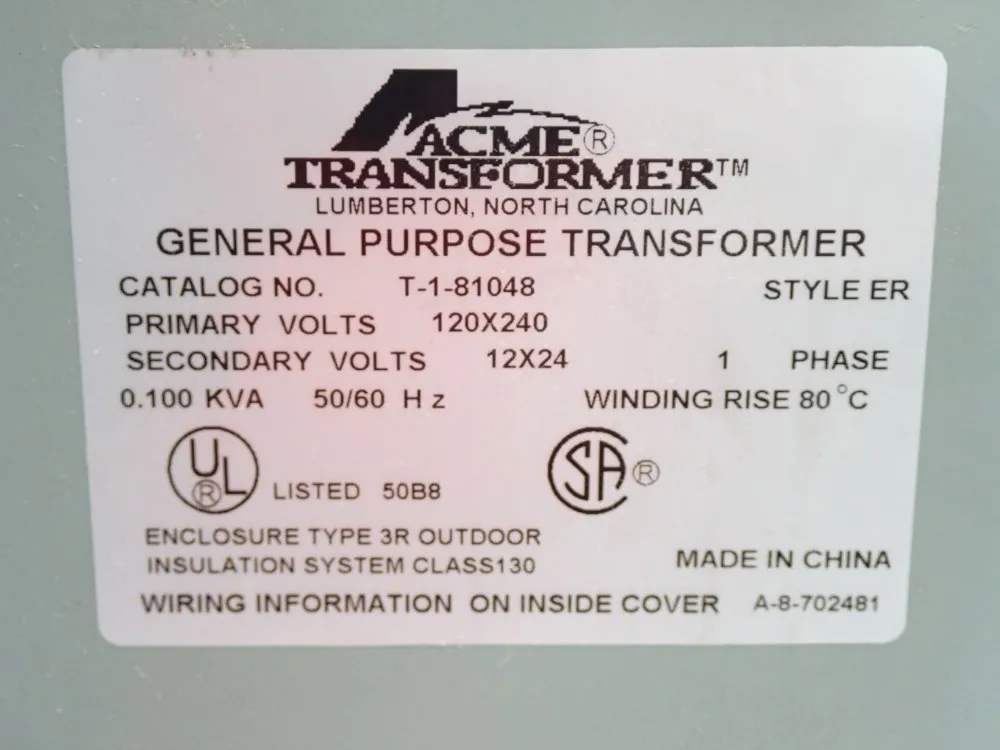 ACME®
TRANSFORMER™
LUMBERTON, NORTH CAROLINA
GENERAL PURPOSE TRANSFORMER
CATALOG NO. T-1-81048 STYLE ER
PRIMARY VOLTS 120X240
SECONDARY VOLTS 12X24 1 PHASE
0.100 KVA 50/60 Hz WINDING RISE 80°C
UL® LISTED 50B8 SA®
ENCLOSURE TYPE 3R OUTDOOR
INSULATION SYSTEM CLASS130 MADE IN CHINA
WIRING INFORMATION ON INSIDE COVER A-8-702481